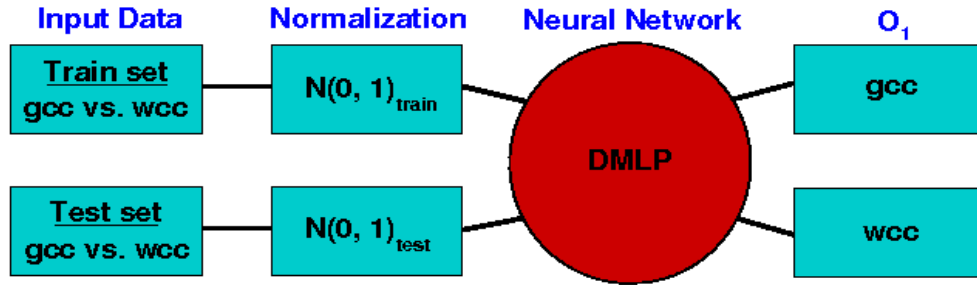 Input Data
Normalization
Neural Network
O₁
Train set
gcc vs. wcc
N(0, 1)train
DMLP
gcc
Test set
gcc vs. wcc
N(0, 1)test
wcc